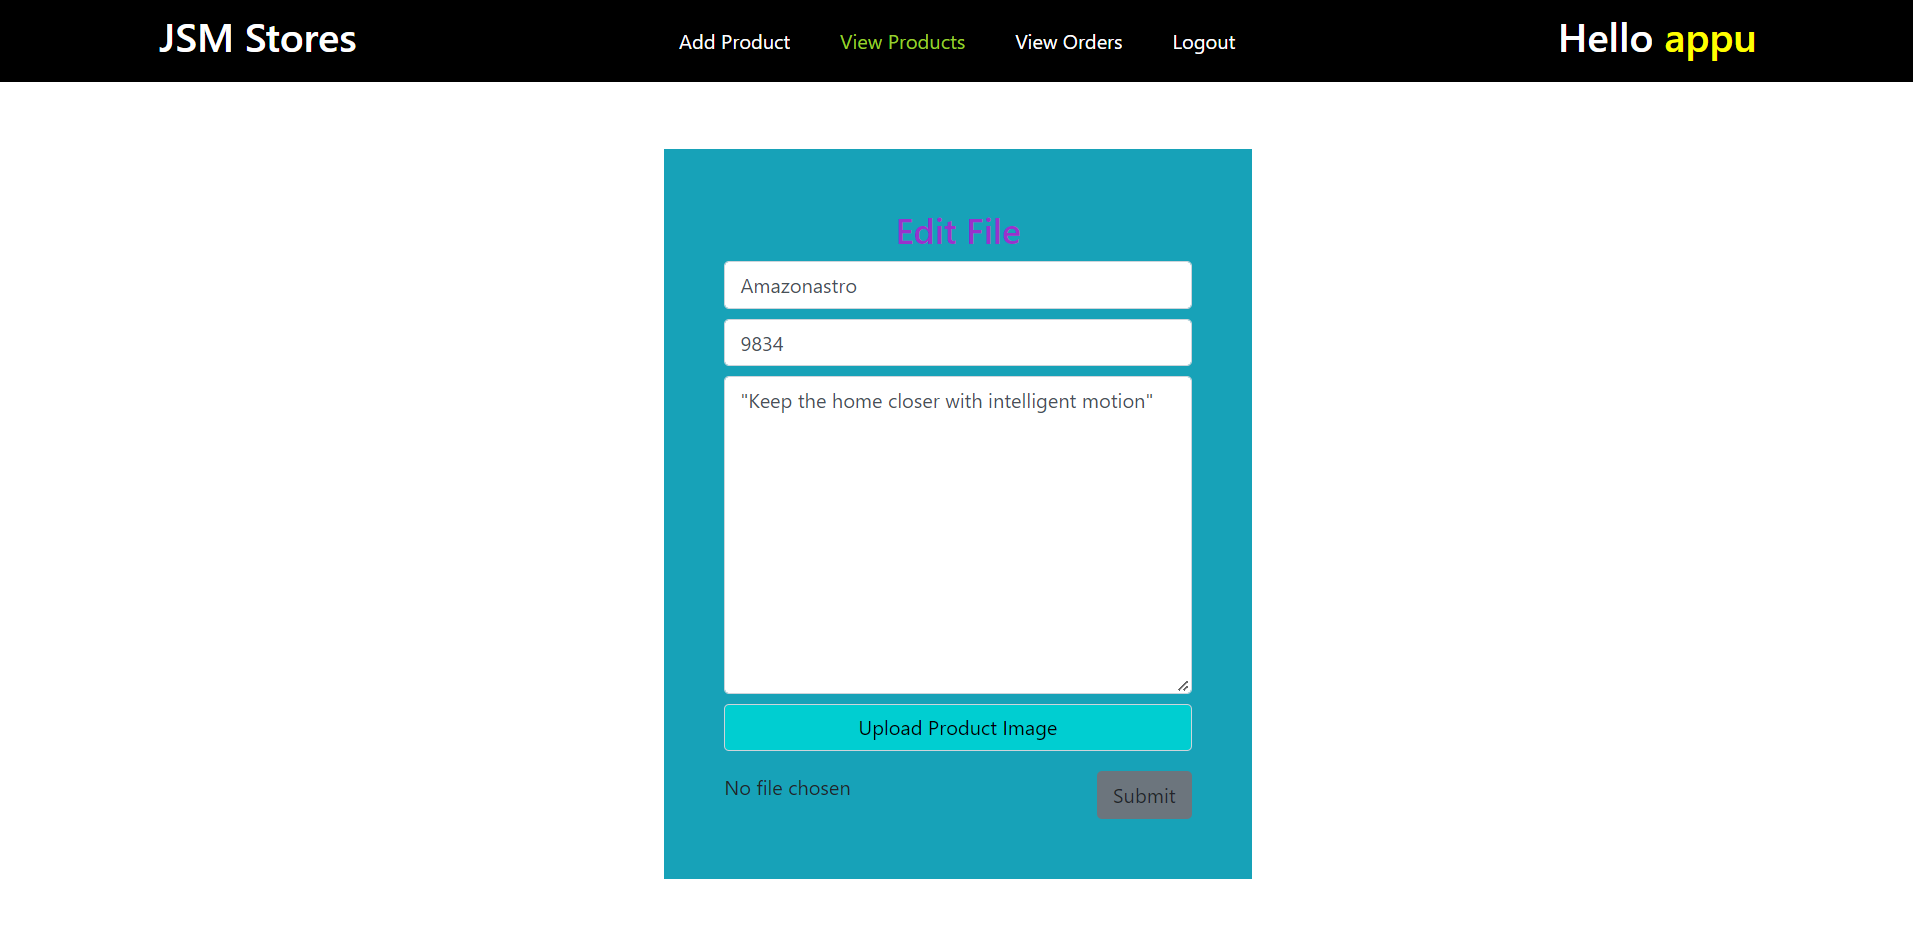 JSM Stores
Add Product
View Products
View Orders
Logout
Hello appu
Edit File
Amazonastro
9834
"Keep the home closer with intelligent motion"
Upload Product Image
No file chosen
Submit